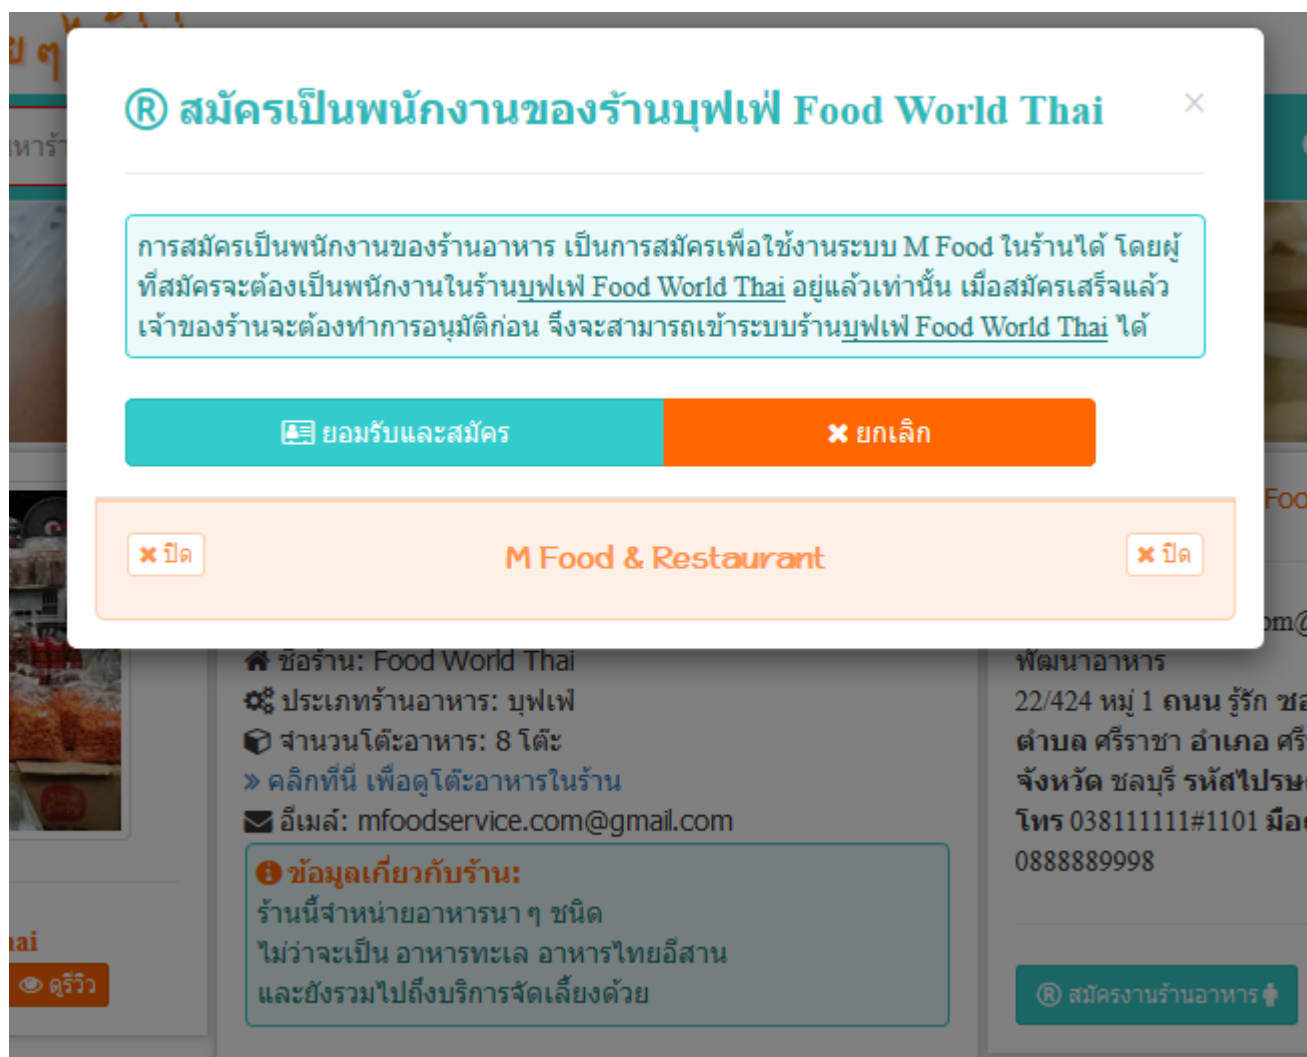 ® สมัครเป็นพนักงานของร้านบุฟเฟ่ Food World Thai
×
การสมัครเป็นพนักงานของร้านอาหาร เป็นการสมัครเพื่อใช้งานระบบ M Food ในร้านได้ โดยผู้
ที่สมัครจะต้องเป็นพนักงานในร้านบุฟเฟ่ Food World Thai อยู่แล้วเท่านั้น เมื่อสมัครเสร็จแล้ว
เจ้าของร้านจะต้องทำการอนุมัติก่อน จึงจะสามารถเข้าระบบร้านบุฟเฟ่ Food World Thai ได้
ยอมรับและสมัคร
ยกเลิก
ปิด
M Food & Restaurant
ปิด
ชื่อร้าน: Food World Thai
ประเภทร้านอาหาร: บุฟเฟ่
จำนวนโต๊ะอาหาร: 8 โต๊ะ
» คลิกที่นี่ เพื่อดูโต๊ะอาหารในร้าน
อีเมล์: mfoodservice.com@gmail.com
ข้อมูลเกี่ยวกับร้าน:
ร้านนี้จำหน่ายอาหารนา ๆ ชนิด
ไม่ว่าจะเป็น อาหารทะเล อาหารไทยอีสาน
และยังรวมไปถึงบริการจัดเลี้ยงด้วย
ดูรีวิว
พัฒนาอาหาร
22/424 หมู่ 1 ถนน รู้รัก
ตำบล ศรีราชา อำเภอ
จังหวัด ชลบุรี
โทร 038111111#1101
0888889998
® สมัครงานร้านอาหาร